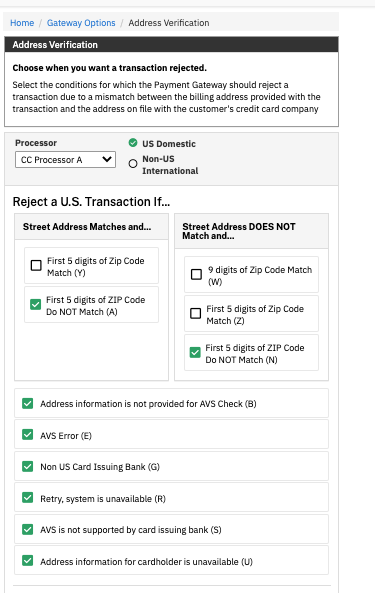 Home / Gateway Options / Address Verification
Address Verification
Choose when you want a transaction rejected.
Select the conditions for which the Payment Gateway should reject a
transaction due to a mismatch between the billing address provided with the
transaction and the address on file with the customer's credit card company
Processor
CC Processor A
US Domestic
Non-US
International
Reject a U.S. Transaction If...
Street Address Matches and...
First 5 digits of Zip Code
Match (Y)
First 5 digits of ZIP Code
Do NOT Match (A)
Street Address DOES NOT
Match and...
9 digits of Zip Code Match
(W)
First 5 digits of Zip Code
Match (Z)
First 5 digits of ZIP Code
Do NOT Match (N)
Address information is not provided for AVS Check (B)
AVS Error (E)
Non US Card Issuing Bank (G)
Retry, system is unavailable (R)
AVS is not supported by card issuing bank (S)
Address information for cardholder is unavailable (U)